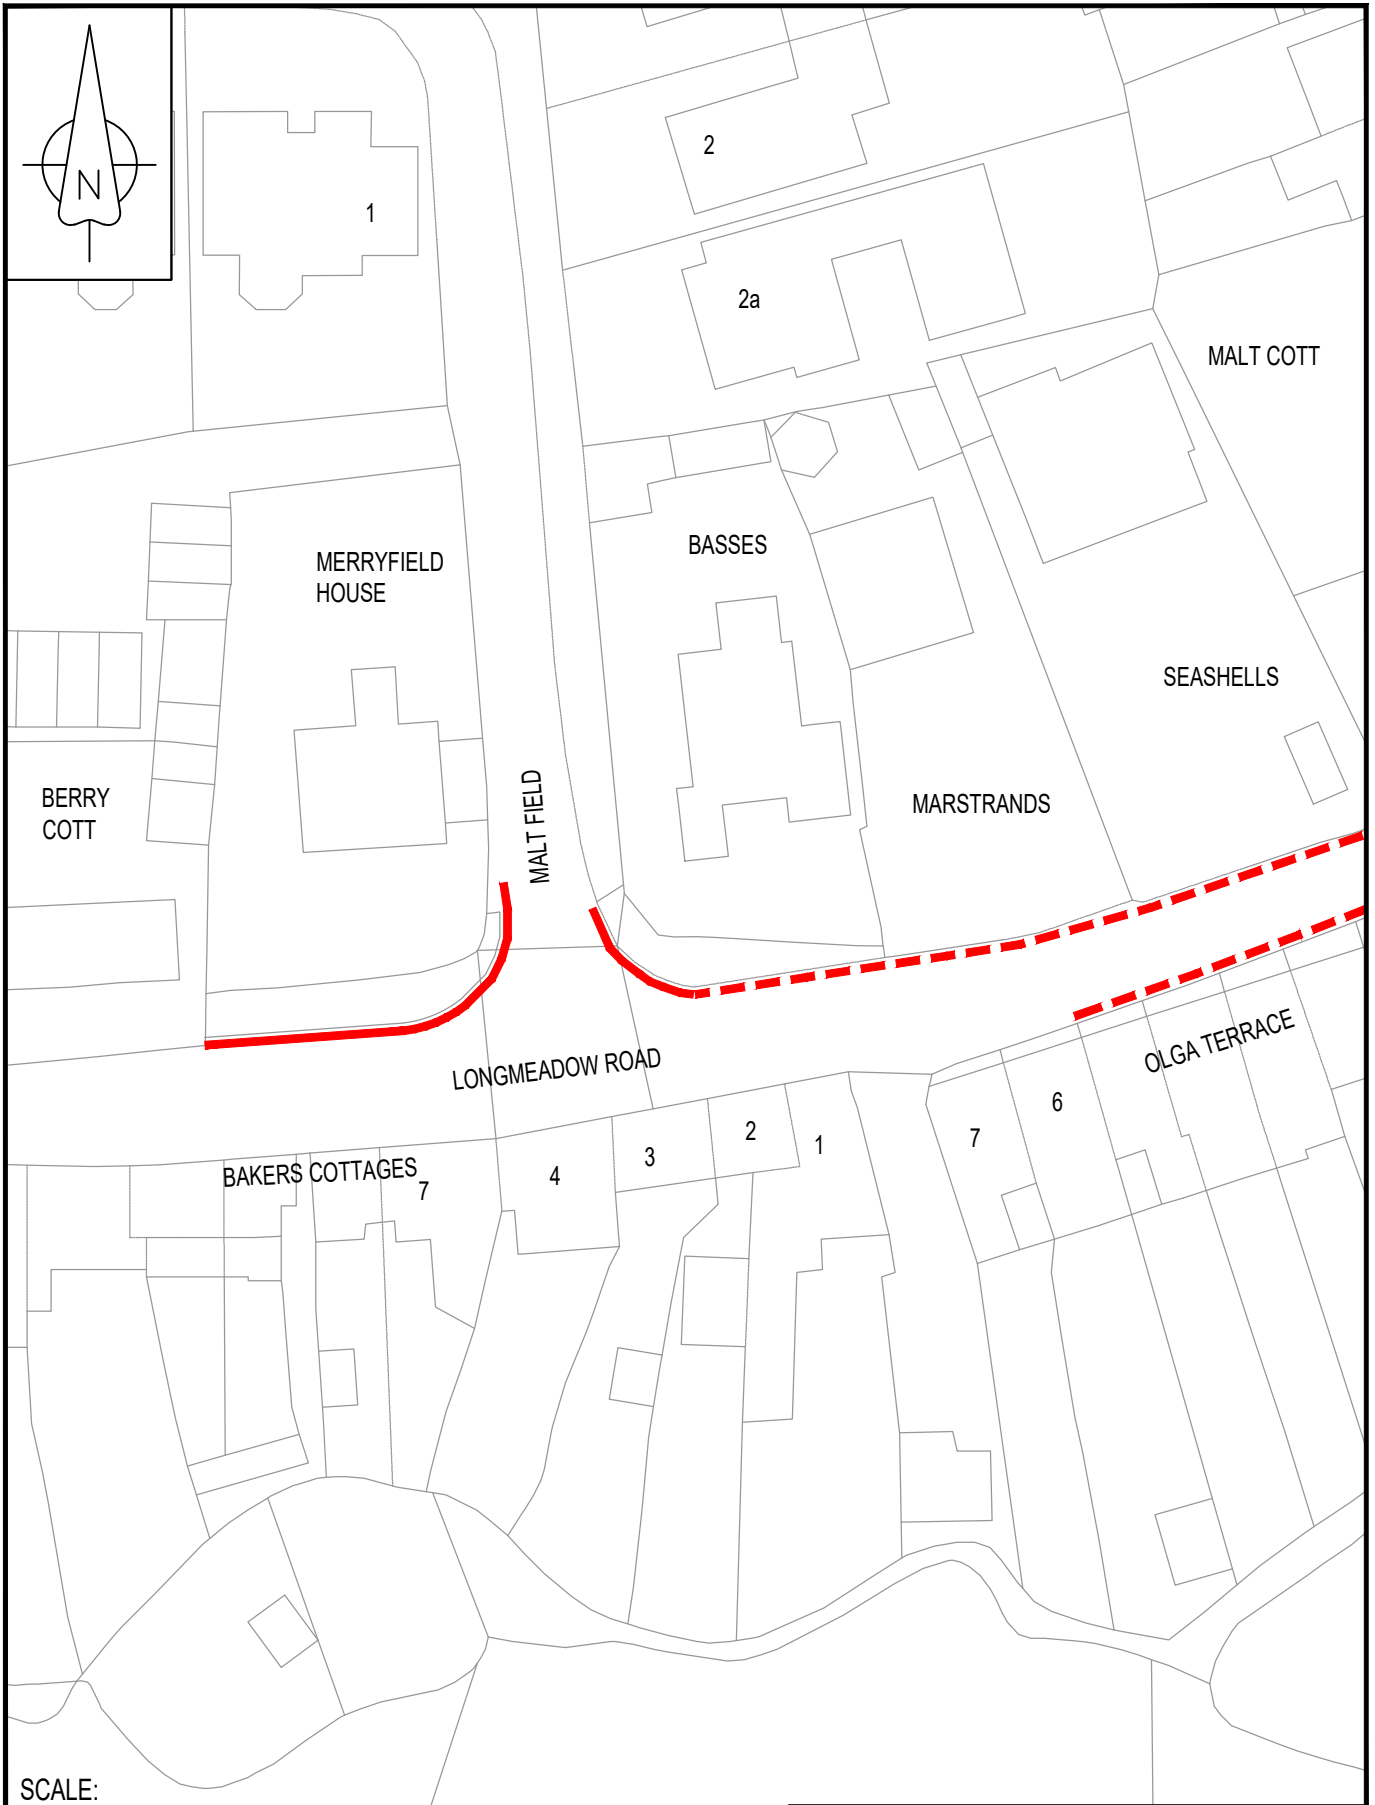 N
1
2
2a
MALT COTT
BASSES
MERRYFIELD
HOUSE
SEASHELLS
BERRY
COTT
MALT FIELD
MARSTRANDS
LONGMEADOW ROAD
OLGA TERRACE
6
7
1
2
3
4
BAKERS COTTAGES
7
SCALE: